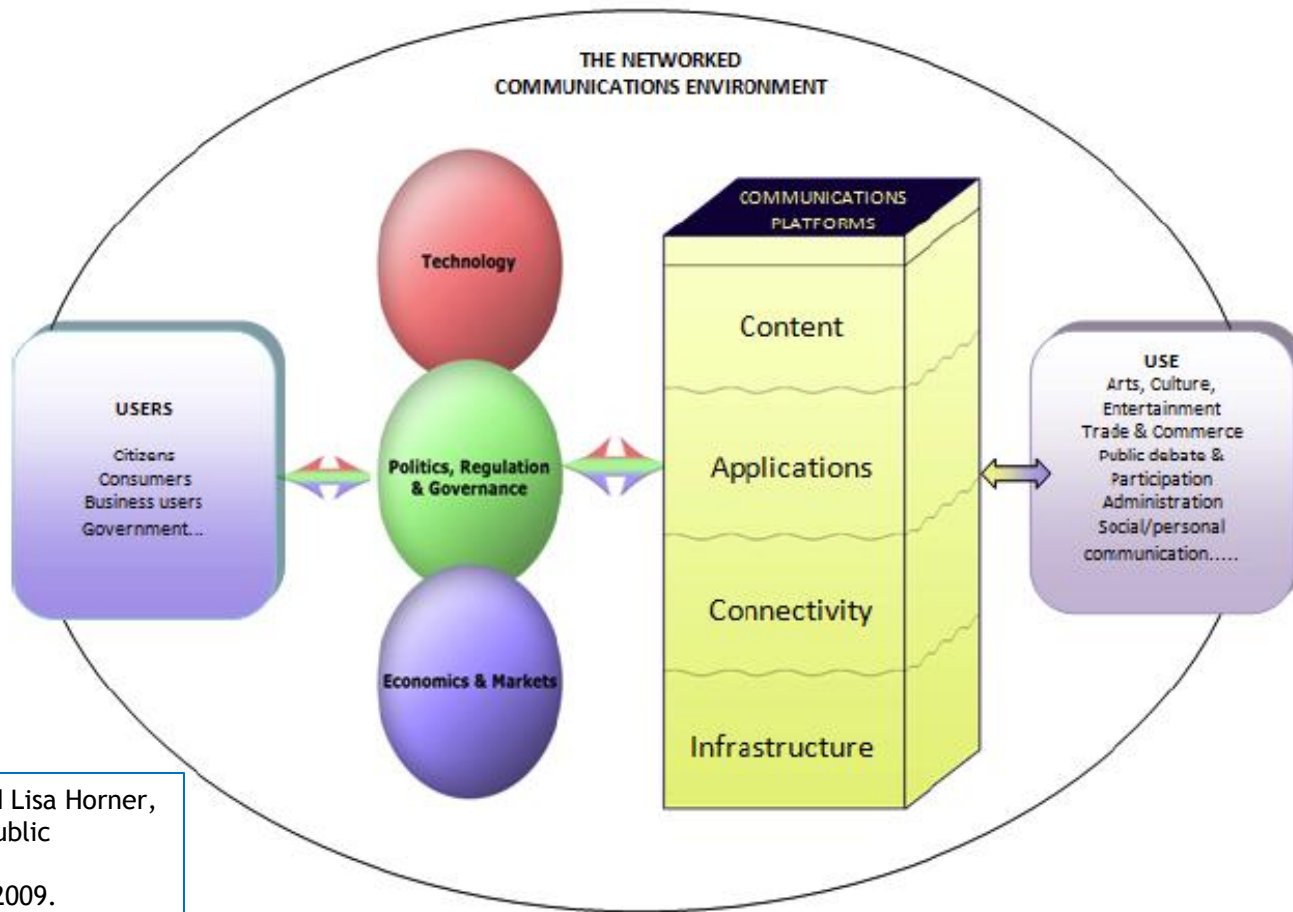 THE NETWORKED
COMMUNICATIONS ENVIRONMENT
USERS
Citizens
Consumers
Business users
Government...
Technology
Politics, Regulation
& Governance
Economics & Markets
COMMUNICATIONS
PLATFORMS
Content
Applications
Connectivity
Infrastructure
USE
Arts, Culture,
Entertainment
Trade & Commerce
Public debate &
Participation
Administration
Social/personal
communication.....
Lisa Horner,
2009.